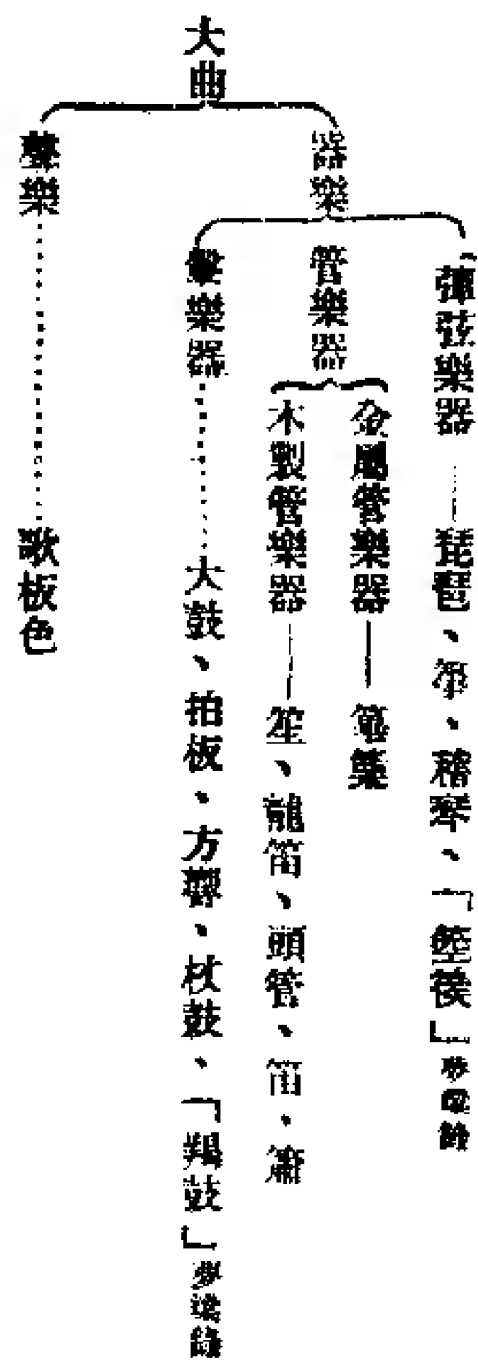 大曲
器樂
彈弦樂器——琵琶、箏、嵇琴、「箜篌」夢粱錄
管樂器
金屬管樂器——篳篥
木製管樂器——笙、龍笛、頭管、笛、簫
擊樂器………大鼓、拍板、方響、杖鼓、「羯鼓」夢粱錄
聲樂………歌板色